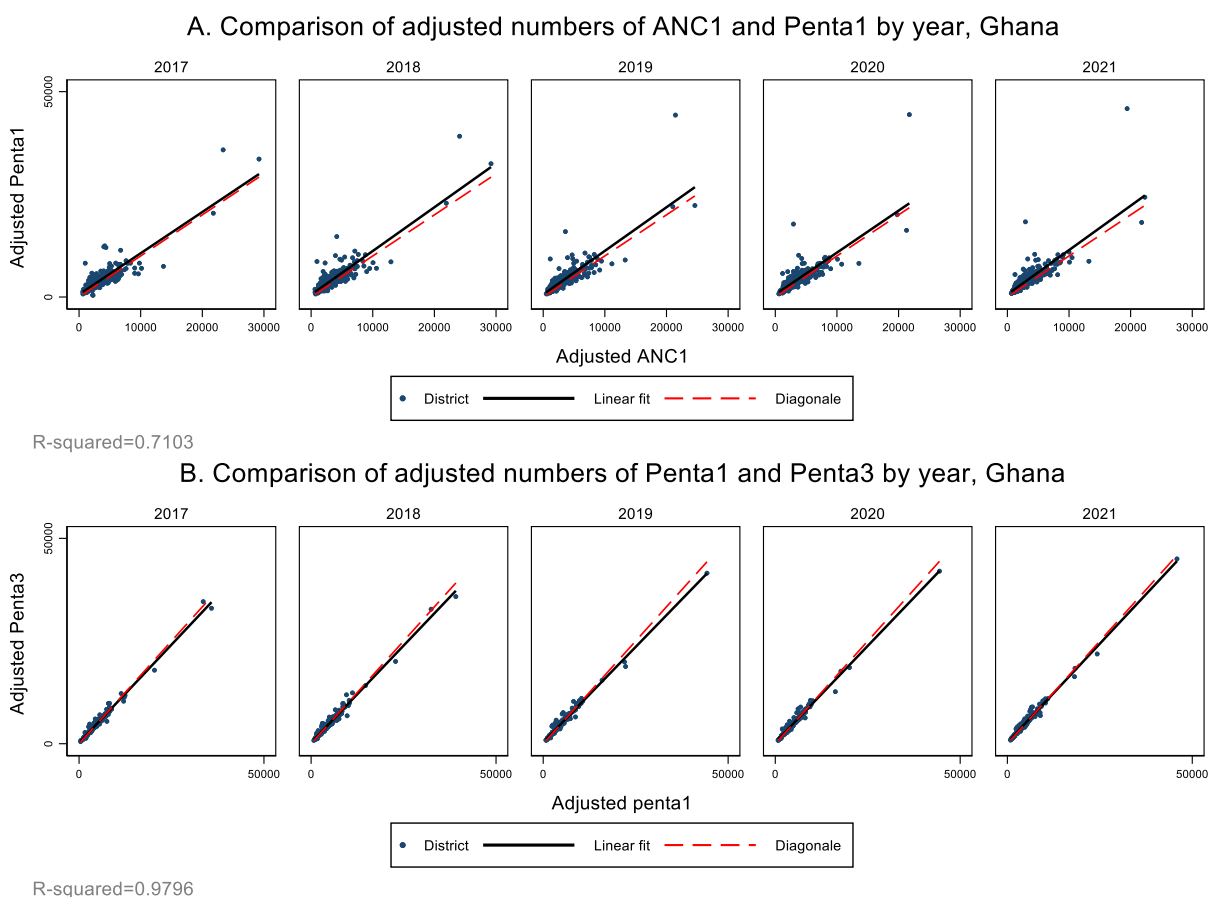 A. Comparison of adjusted numbers of ANC1 and Penta1 by year, Ghana
2017 2018 2019 2020 2021
Adjusted Penta1
50000
0
0 10000 20000 30000 0 10000 20000 30000 0 10000 20000 30000 0 10000 20000 30000 0 10000 20000 30000
Adjusted ANC1
District Linear fit Diagonale
R-squared=0.7103
B. Comparison of adjusted numbers of Penta1 and Penta3 by year, Ghana
2017 2018 2019 2020 2021
Adjusted Penta3
50000
0
0 50000 0 50000 0 50000 0 50000 0 50000
Adjusted penta1
District Linear fit Diagonale
R-squared=0.9796